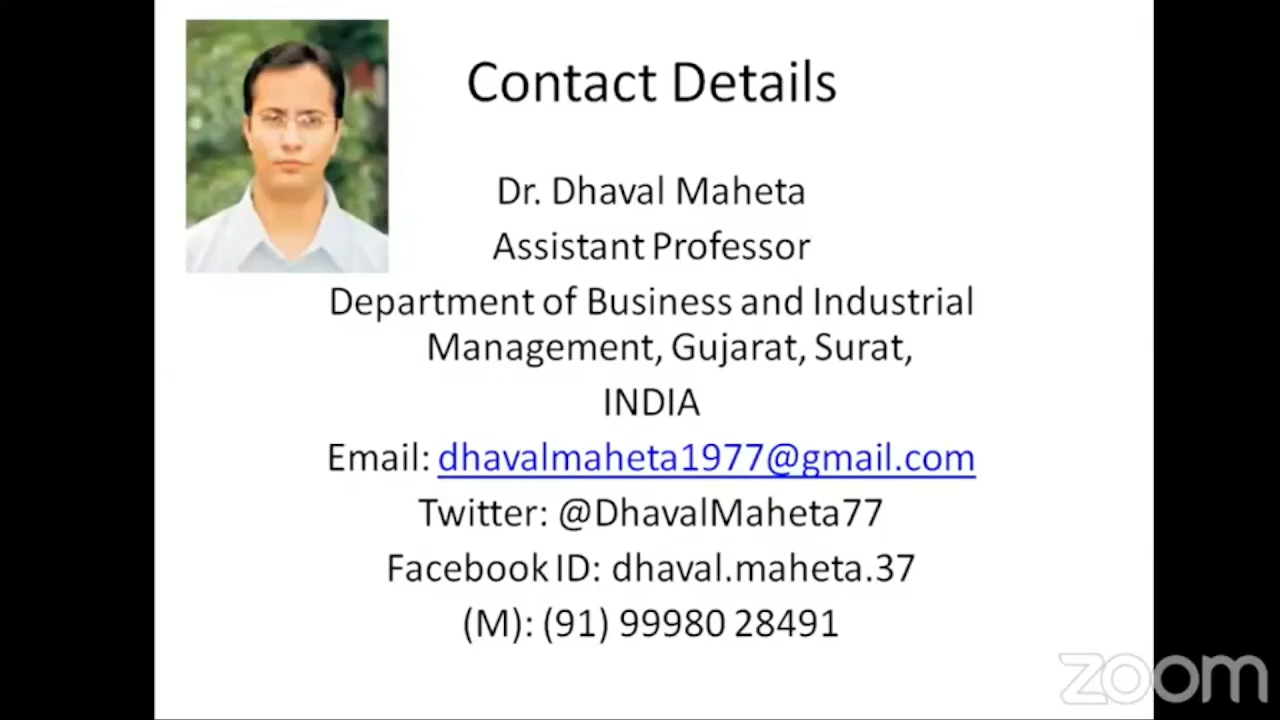 Contact Details
Dr. Dhaval Maheta
Assistant Professor
Department of Business and Industrial
Management, Gujarat, Surat,
INDIA
Email: dhavalmaheta1977@gmail.com
Twitter: @DhavalMaheta77
Facebook ID: dhaval.maheta.37
(M): (91) 99980 28491
zoom